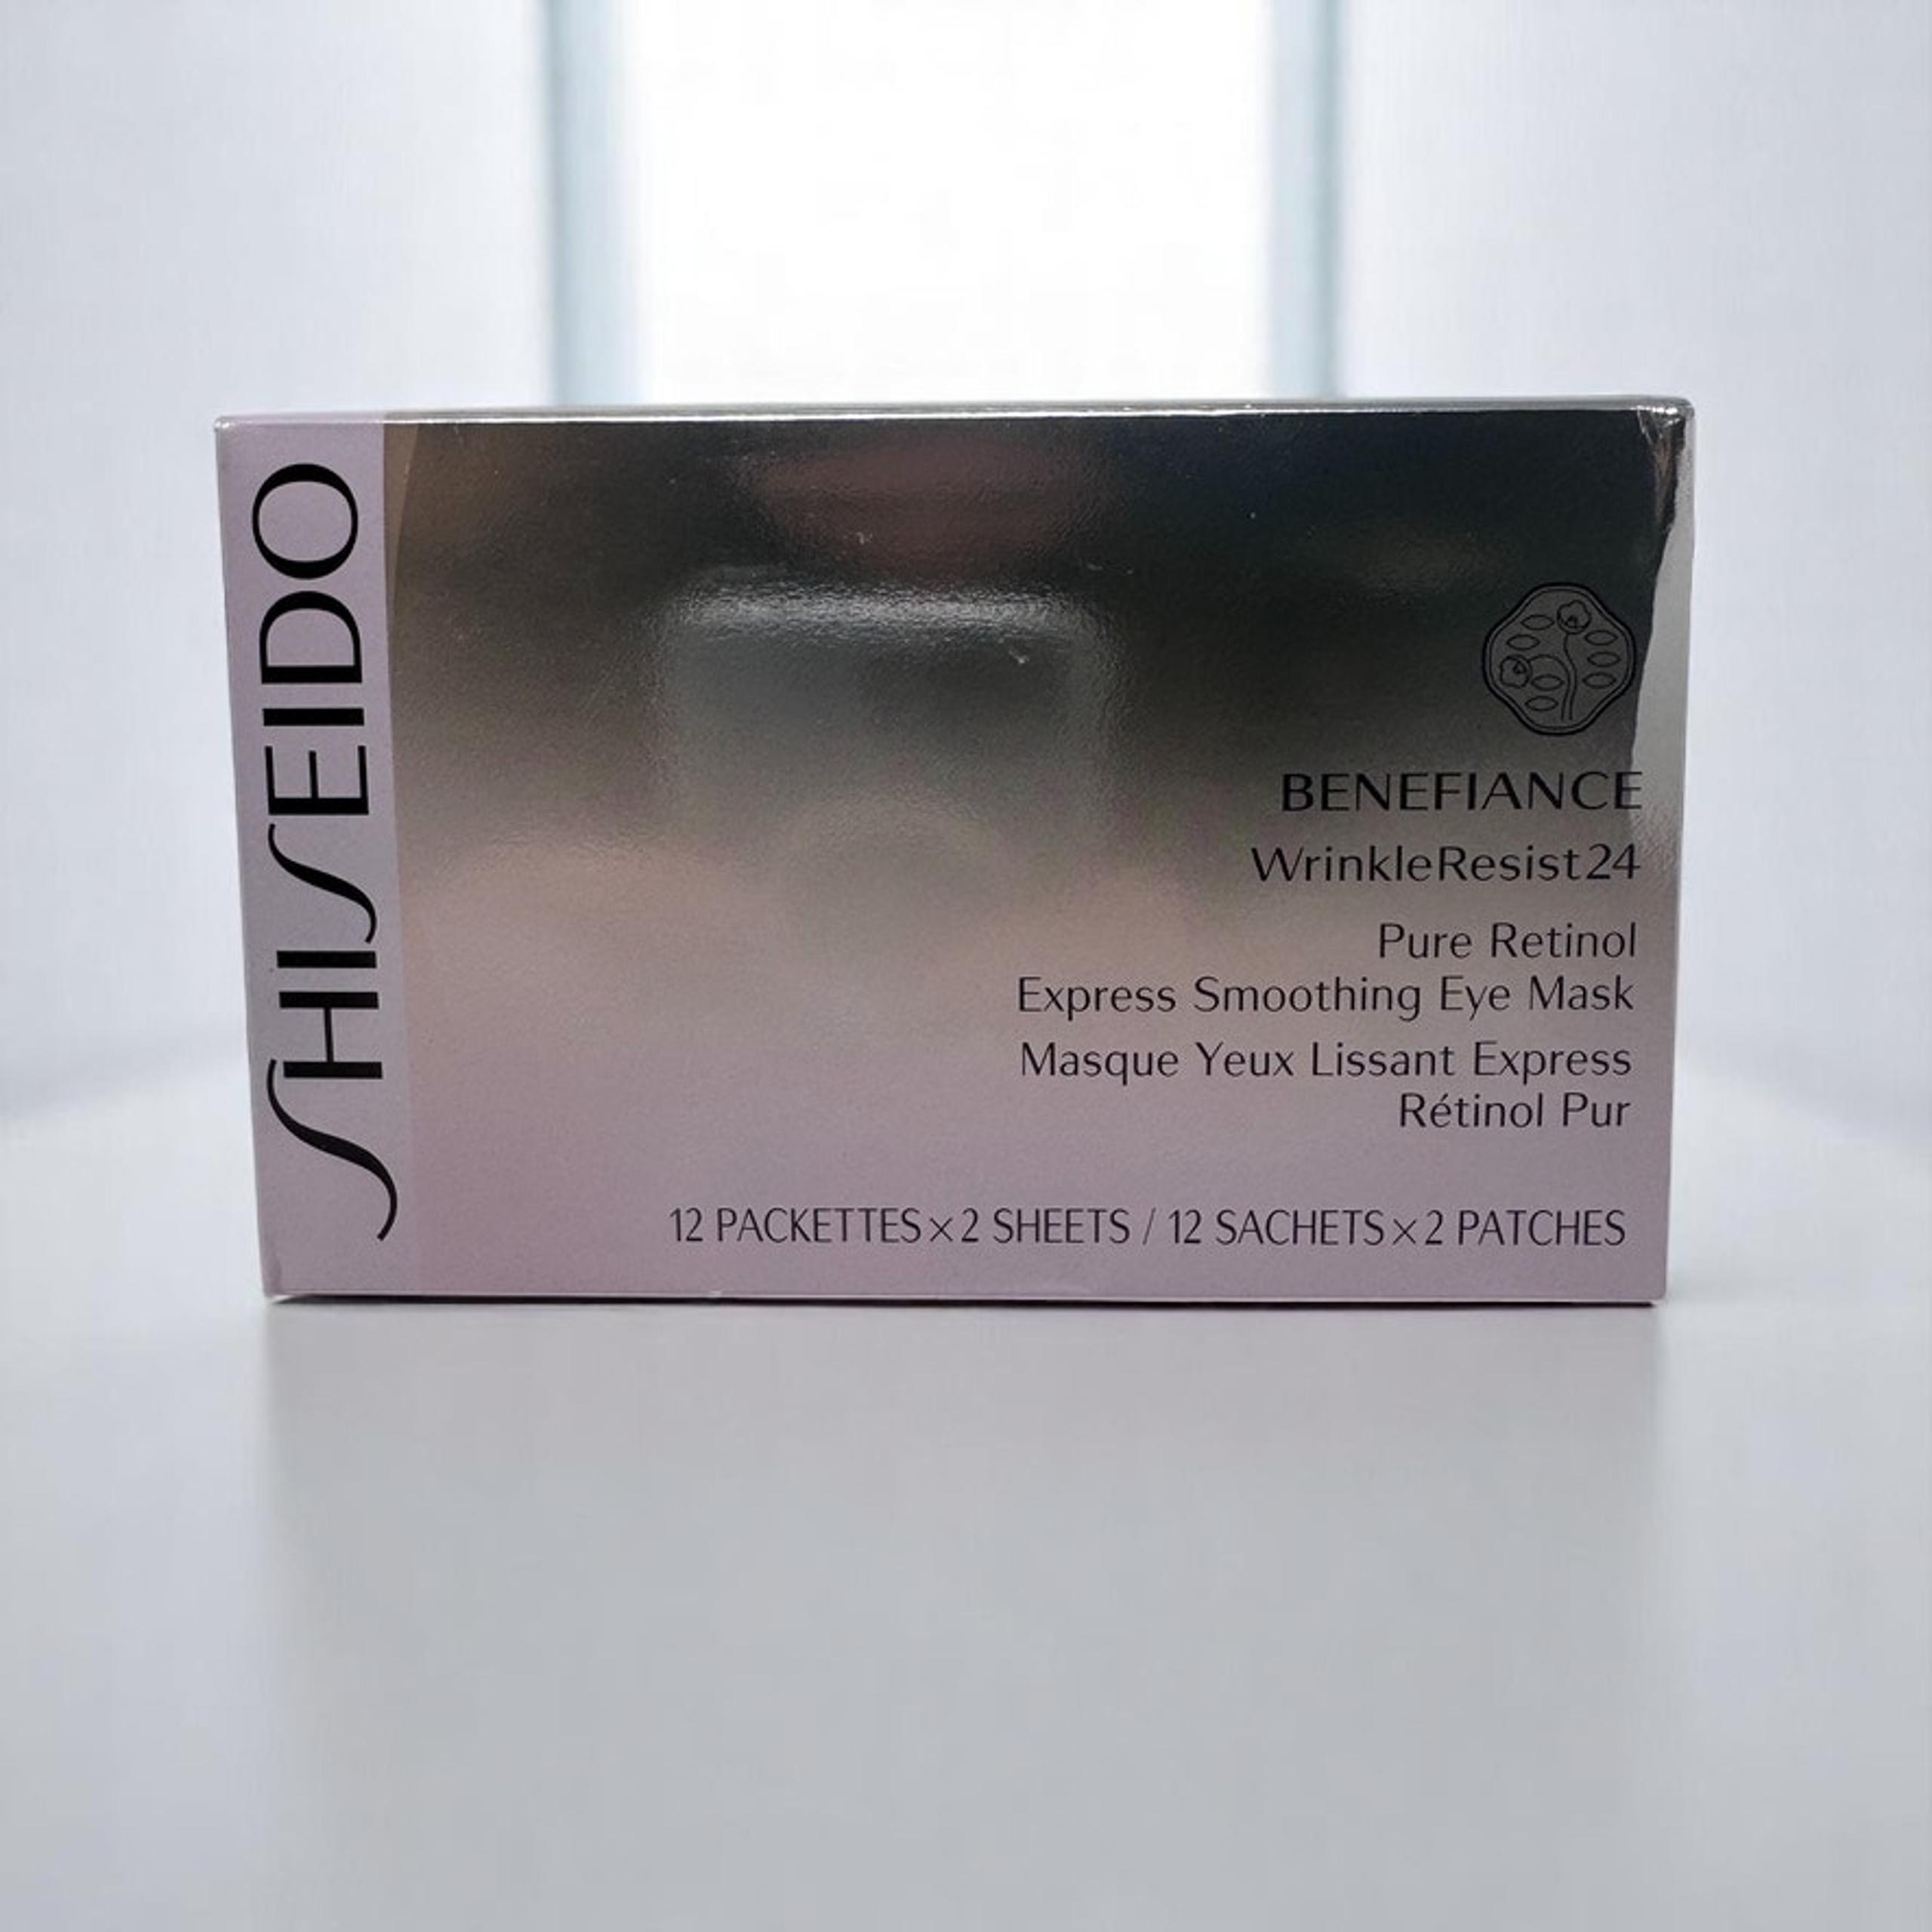 SHISEIDO
BENEFIANCE
WrinkleResist24
Pure Retinol
Express Smoothing Eye Mask
Masque Yeux Lissant Express
Rétinol Pur
12 PACKETTES×2 SHEETS / 12 SACHETS×2 PATCHES